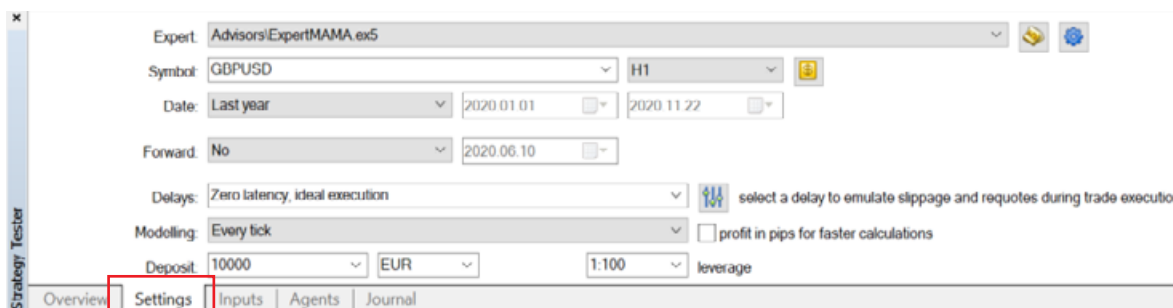 Expert: Advisors\ExpertMAMA.ex5
Symbol: GBPUSD H1
Date: Last year 2020.01.01 2020.11.22
Forward: No 2020.06.10
Delays: Zero latency, ideal execution select a delay to emulate slippage and requotes during trade executio
Modelling: Every tick profit in pips for faster calculations
Deposit: 10000 EUR 1:100 leverage
Overview Settings Inputs Agents Journal
Strategy Tester